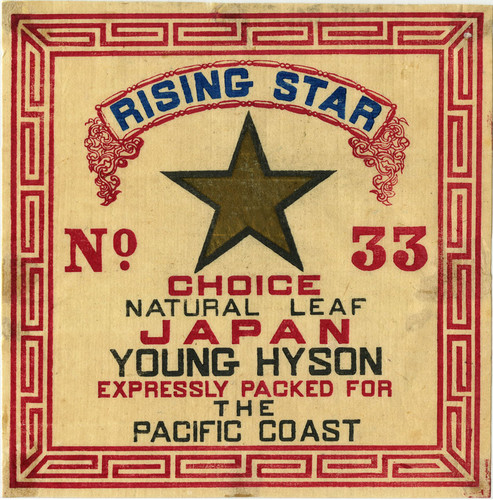 RISING STAR
Nº 33
CHOICE
NATURAL LEAF
JAPAN
YOUNG HYSON
EXPRESSLY PACKED FOR
THE
PACIFIC COAST